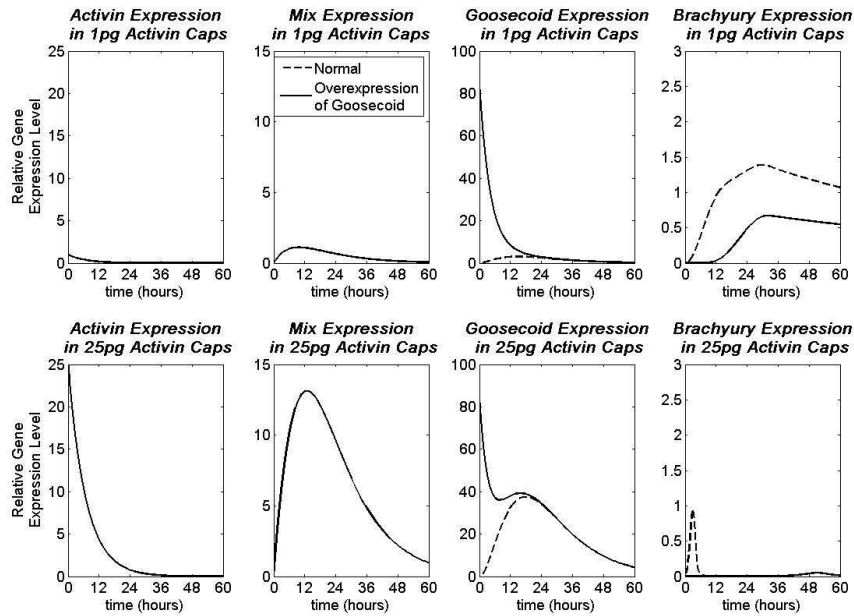 Activin Expression
in 1pg Activin Caps
Mix Expression
in 1pg Activin Caps
Goosecoid Expression
in 1pg Activin Caps
Brachyury Expression
in 1pg Activin Caps
Relative Gene
Expression Level
25
20
15
10
5
0
0 12 24 36 48 60
time (hours)
15
10
5
0
0 12 24 36 48 60
time (hours)
Normal
Overexpression
of Goosecoid
100
80
60
40
20
0
0 12 24 36 48 60
time (hours)
3
2.5
2
1.5
1
0.5
0
0 12 24 36 48 60
time (hours)
Activin Expression
in 25pg Activin Caps
Mix Expression
in 25pg Activin Caps
Goosecoid Expression
in 25pg Activin Caps
Brachyury Expression
in 25pg Activin Caps
Relative Gene
Expression Level
25
20
15
10
5
0
0 12 24 36 48 60
time (hours)
15
10
5
0
0 12 24 36 48 60
time (hours)
100
80
60
40
20
0
0 12 24 36 48 60
time (hours)
3
2.5
2
1.5
1
0.5
0
0 12 24 36 48 60
time (hours)